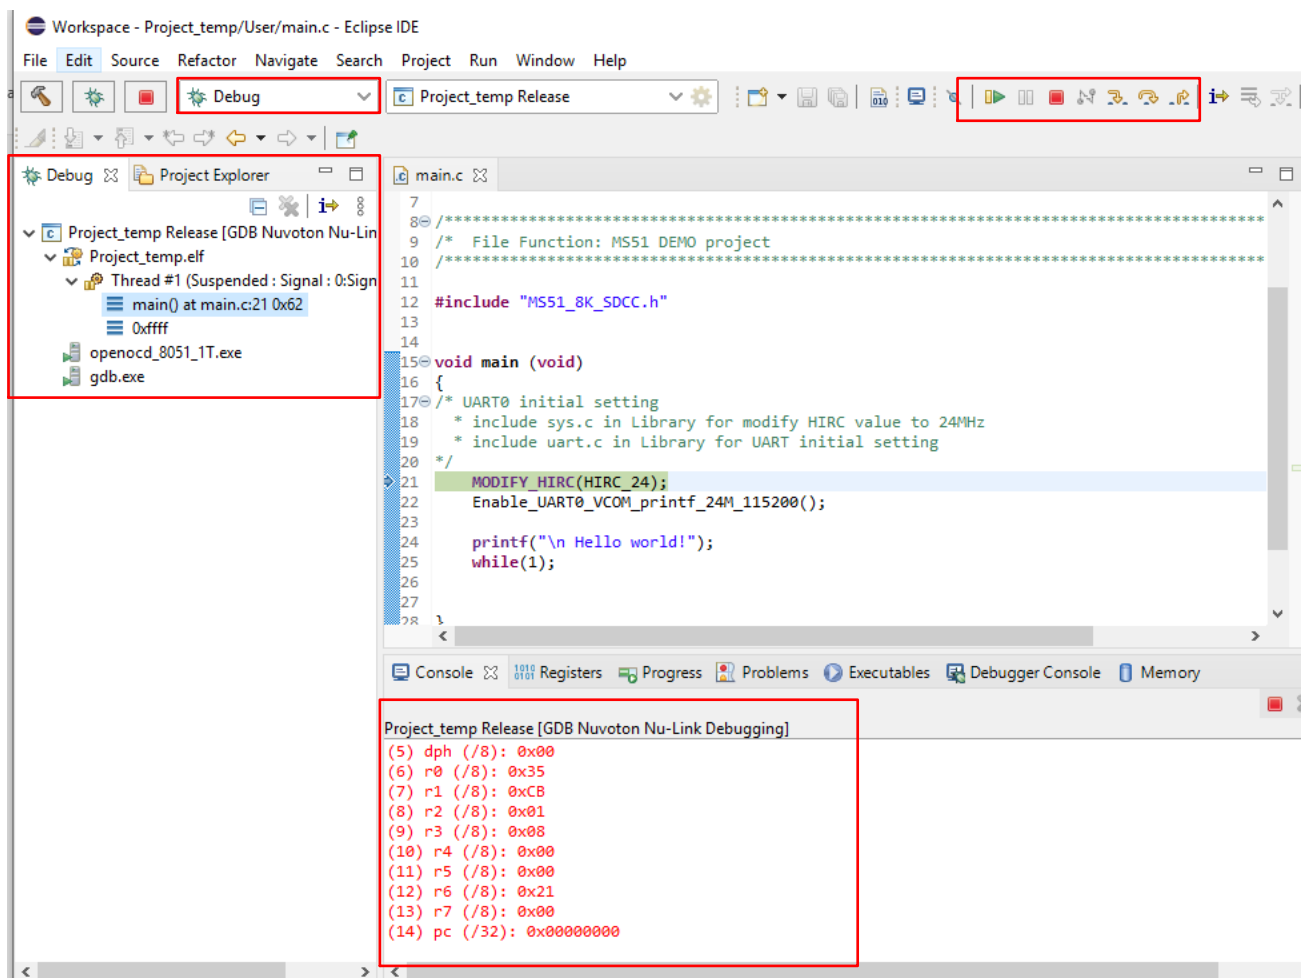 Workspace - Project_temp/User/main.c - Eclipse IDE
File Edit Source Refactor Navigate Search Project Run Window Help
Debug
Project_temp Release
Debug Project Explorer
Project_temp Release [GDB Nuvoton Nu-Lin
Project_temp.elf
Thread #1 (Suspended : Signal : 0:Sign
main() at main.c:21 0x62
0xffff
openocd_8051_1T.exe
gdb.exe
main.c
7
8 /******************************************************************************************
9 /* File Function: MS51 DEMO project
10 /******************************************************************************************
11
12 #include "MS51_8K_SDCC.h"
13
14
15 void main (void)
16 {
17 /* UART0 initial setting
18 * include sys.c in Library for modify HIRC value to 24MHz
19 * include uart.c in Library for UART initial setting
20 */
21 MODIFY_HIRC(HIRC_24);
22 Enable_UART0_VCOM_printf_24M_115200();
23
24 printf("\n Hello world!");
25 while(1);
26
27
28 }
Console Registers Progress Problems Executables Debugger Console Memory
Project_temp Release [GDB Nuvoton Nu-Link Debugging]
(5) dph (/8): 0x00
(6) r0 (/8): 0x35
(7) r1 (/8): 0xCB
(8) r2 (/8): 0x01
(9) r3 (/8): 0x08
(10) r4 (/8): 0x00
(11) r5 (/8): 0x00
(12) r6 (/8): 0x21
(13) r7 (/8): 0x00
(14) pc (/32): 0x00000000